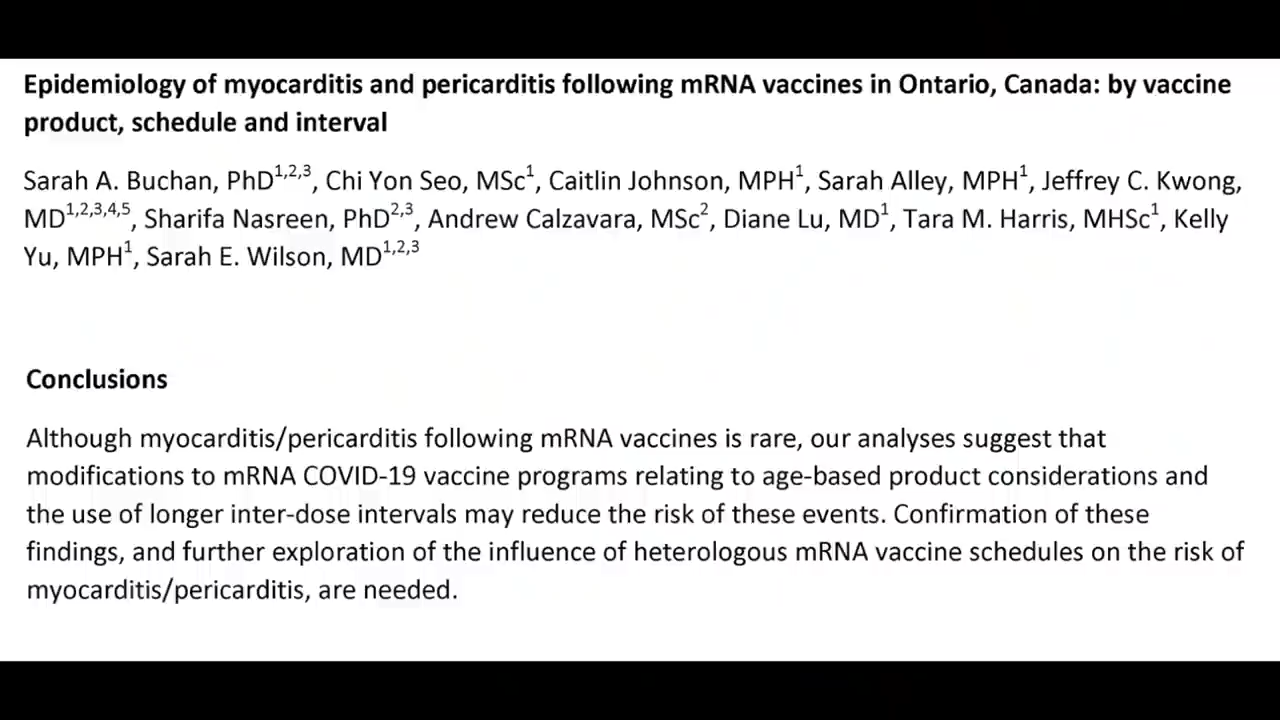 Epidemiology of myocarditis and pericarditis following mRNA vaccines in Ontario, Canada: by vaccine
product, schedule and interval
Sarah A. Buchan, PhD1,2,3, Chi Yon Seo, MSc1, Caitlin Johnson, MPH1, Sarah Alley, MPH1, Jeffrey C. Kwong,
MD1,2,3,4,5, Sharifa Nasreen, PhD2,3, Andrew Calzavara, MSc2, Diane Lu, MD1, Tara M. Harris, MHSc1, Kelly
Yu, MPH1, Sarah E. Wilson, MD1,2,3
Conclusions
Although myocarditis/pericarditis following mRNA vaccines is rare, our analyses suggest that
modifications to mRNA COVID-19 vaccine programs relating to age-based product considerations and
the use of longer inter-dose intervals may reduce the risk of these events. Confirmation of these
findings, and further exploration of the influence of heterologous mRNA vaccine schedules on the risk of
myocarditis/pericarditis, are needed.